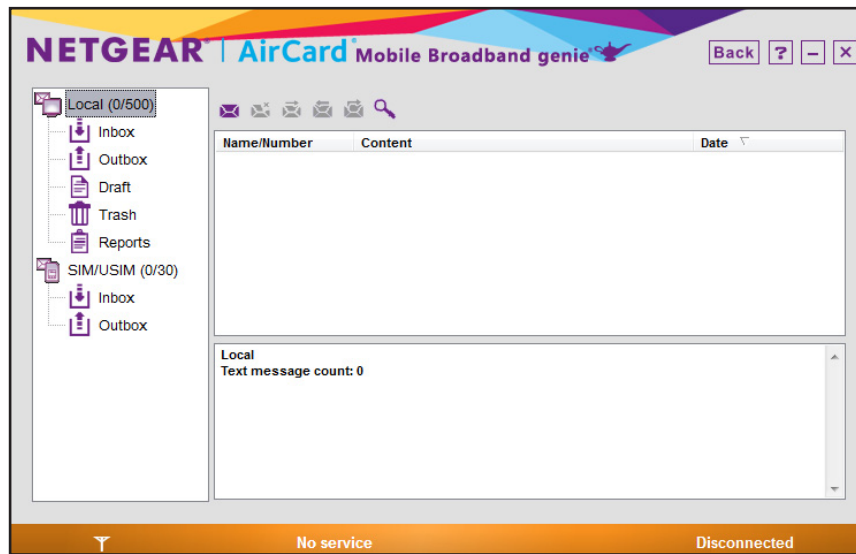 NETGEAR® | AirCard® Mobile Broadband genie®
Back ? – X
Local (0/500)
Inbox
Outbox
Draft
Trash
Reports
SIM/USIM (0/30)
Inbox
Outbox
Name/Number Content Date
Local
Text message count: 0
No service Disconnected